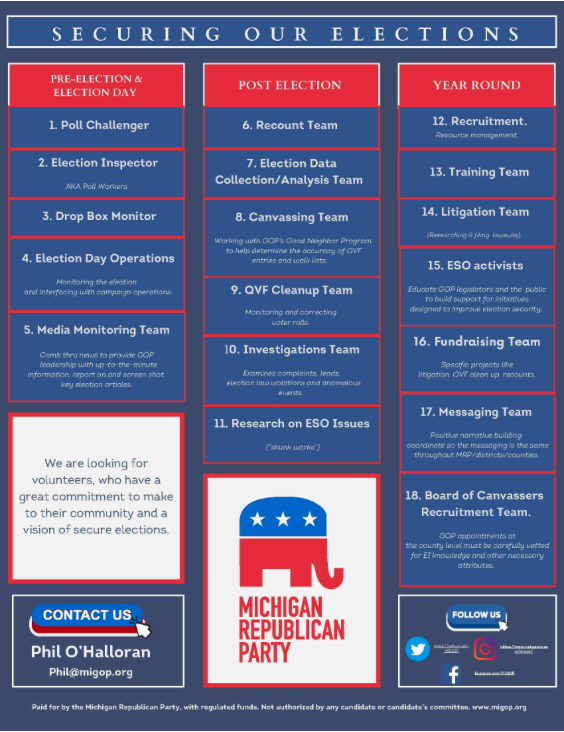 SECURING OUR ELECTIONS
PRE-ELECTION &
ELECTION DAY
1. Poll Challenger
2. Election Inspector
AKA Poll Workers
3. Drop Box Monitor
4. Election Day Operations
Monitoring the election
and interfacing with campaign operations.
5. Media Monitoring Team
Comb thru news to provide GOP
leadership with up-to-the-minute
information; report on and screen shot
key election articles.
We are looking for
volunteers, who have a
great commitment to make
to their community and a
vision of secure elections.
CONTACT US
Phil O'Halloran
Phil@migop.org
POST ELECTION
6. Recount Team
7. Election Data
Collection/Analysis Team
8. Canvassing Team
Working with GOP's Good Neighbor Program
to help determine the accuracy of QVF
entries and walk lists.
9. QVF Cleanup Team
Monitoring and correcting
voter rolls.
10. Investigations Team
Examines complaints, leads,
election law violations and anomalous
events.
11. Research on ESO Issues
("skunk works")
MICHIGAN
REPUBLICAN
PARTY
YEAR ROUND
12. Recruitment.
Resource management.
13. Training Team
14. Litigation Team
(Researching & filing lawsuits).
15. ESO activists
Educate GOP legislators and the public
to build support for initiatives
designed to improve election security.
16. Fundraising Team
Specific projects like
litigation, QVF clean up, recounts.
17. Messaging Team
Positive narrative building;
coordinate so the messaging is the same
throughout MRP/districts/counties.
18. Board of Canvassers
Recruitment Team.
GOP appointments at
the county level must be carefully vetted
for EI knowledge and other necessary
attributes.
FOLLOW US
Paid for by the Michigan Republican Party, with regulated funds. Not authorized by any candidate or candidate's committee. www.migop.org